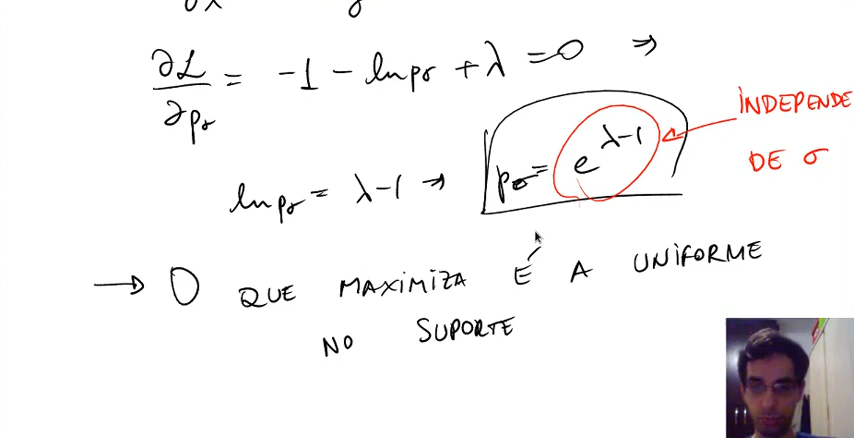 ∂ℒ/∂pσ = -1 - ln pσ + λ = 0 ⇒
INDEPENDE
DE σ
ln pσ = λ-1 → pσ = e^{λ-1}
→ O QUE MAXIMIZA É A UNIFORME
NO SUPORTE